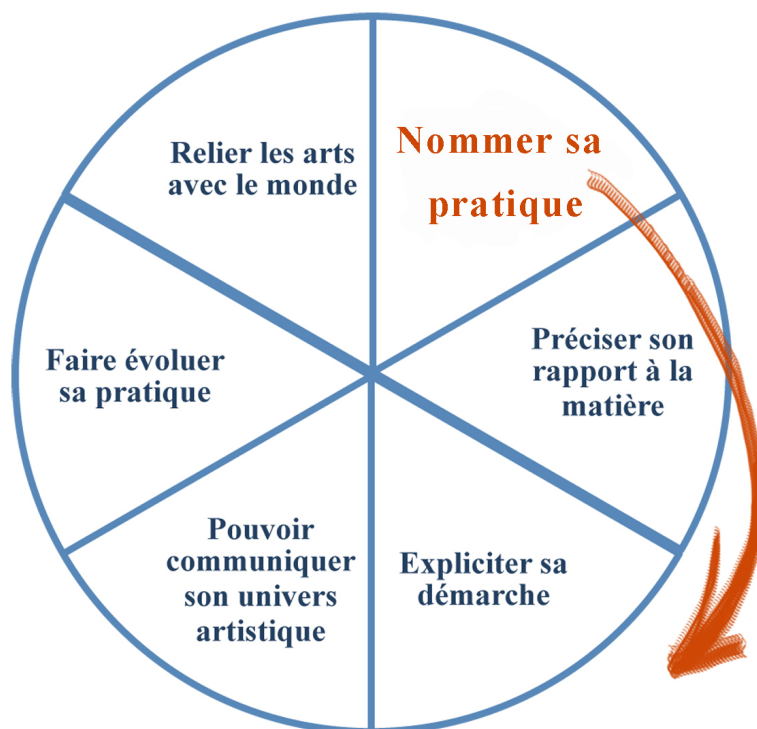 Nommer sa
pratique
Préciser son
rapport à la
matière
Expliciter sa
démarche
Pouvoir
communiquer
son univers
artistique
Faire évoluer
sa pratique
Relier les arts
avec le monde